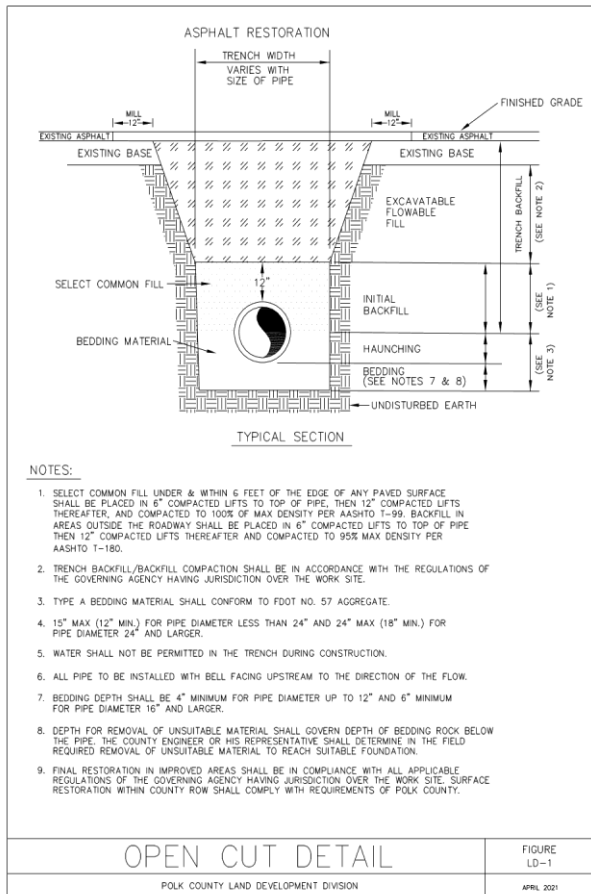 ASPHALT RESTORATION
TRENCH WIDTH
VARIES WITH
SIZE OF PIPE
MILL
12"
MILL
12"
FINISHED GRADE
EXISTING ASPHALT
EXISTING ASPHALT
EXISTING BASE
EXISTING BASE
EXCAVATABLE
FLOWABLE
FILL
TRENCH BACKFILL
(SEE NOTE 2)
SELECT COMMON FILL
12"
INITIAL
BACKFILL
(SEE
NOTE 1)
BEDDING MATERIAL
HAUNCHING
BEDDING
(SEE NOTES 7 & 8)
(SEE
NOTE 3)
UNDISTURBED EARTH
TYPICAL SECTION
NOTES:
1. SELECT COMMON FILL UNDER & WITHIN 6 FEET OF THE EDGE OF ANY PAVED SURFACE
SHALL BE PLACED IN 6" COMPACTED LIFTS TO TOP OF PIPE, THEN 12" COMPACTED LIFTS
THEREAFTER, AND COMPACTED TO 100% OF MAX DENSITY PER AASHTO T-99. BACKFILL IN
AREAS OUTSIDE THE ROADWAY SHALL BE PLACED IN 6" COMPACTED LIFTS TO TOP OF PIPE
THEN 12" COMPACTED LIFTS THEREAFTER AND COMPACTED TO 95% MAX DENSITY PER
AASHTO T-180.
2. TRENCH BACKFILL/BACKFILL COMPACTION SHALL BE IN ACCORDANCE WITH THE REGULATIONS OF
THE GOVERNING AGENCY HAVING JURISDICTION OVER THE WORK SITE.
3. TYPE A BEDDING MATERIAL SHALL CONFORM TO FDOT NO. 57 AGGREGATE.
4. 15" MAX (12" MIN.) FOR PIPE DIAMETER LESS THAN 24" AND 24" MAX (18" MIN.) FOR
PIPE DIAMETER 24" AND LARGER.
5. WATER SHALL NOT BE PERMITTED IN THE TRENCH DURING CONSTRUCTION.
6. ALL PIPE TO BE INSTALLED WITH BELL FACING UPSTREAM TO THE DIRECTION OF THE FLOW.
7. BEDDING DEPTH SHALL BE 4" MINIMUM FOR PIPE DIAMETER UP TO 12" AND 6" MINIMUM
FOR PIPE DIAMETER 16" AND LARGER.
8. DEPTH FOR REMOVAL OF UNSUITABLE MATERIAL SHALL GOVERN DEPTH OF BEDDING ROCK BELOW
THE PIPE. THE COUNTY ENGINEER OR HIS REPRESENTATIVE SHALL DETERMINE IN THE FIELD
REQUIRED REMOVAL OF UNSUITABLE MATERIAL TO REACH SUITABLE FOUNDATION.
9. FINAL RESTORATION IN IMPROVED AREAS SHALL BE IN COMPLIANCE WITH ALL APPLICABLE
REGULATIONS OF THE GOVERNING AGENCY HAVING JURISDICTION OVER THE WORK SITE. SURFACE
RESTORATION WITHIN COUNTY ROW SHALL COMPLY WITH REQUIREMENTS OF POLK COUNTY.
OPEN CUT DETAIL
FIGURE
LD-1
POLK COUNTY LAND DEVELOPMENT DIVISION
APRIL 2021